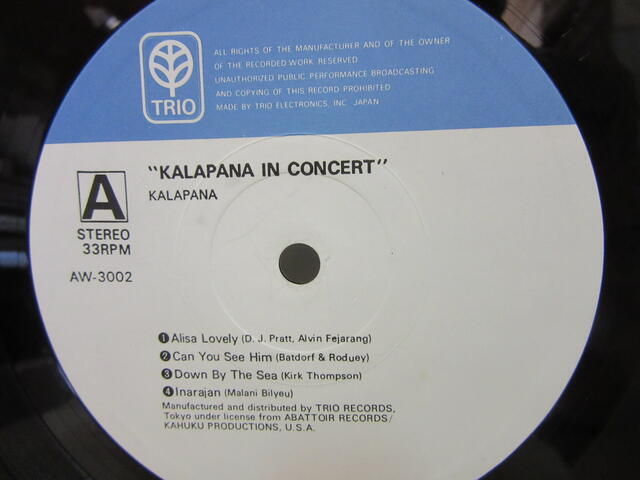 TRIO
ALL RIGHTS OF THE MANUFACTURER AND OF THE OWNER
OF THE RECORDED WORK RESERVED
UNAUTHORIZED PUBLIC PERFORMANCE BROADCASTING
AND COPYING OF THIS RECORD PROHIBITED
MADE BY TRIO ELECTRONICS, INC JAPAN
A
STEREO
33RPM
AW-3002
"KALAPANA IN CONCERT"
KALAPANA
❶Alisa Lovely (D. J. Pratt, Alvin Fejarang)
❷Can You See Him (Batdorf & Roduey)
❸Down By The Sea (Kirk Thompson)
❹Inarajan (Malani Bilyeu)
Manufactured and distributed by TRIO RECORDS,
Tokyo under license from ABATTOIR RECORDS/
KAHUKU PRODUCTIONS, U.S.A.